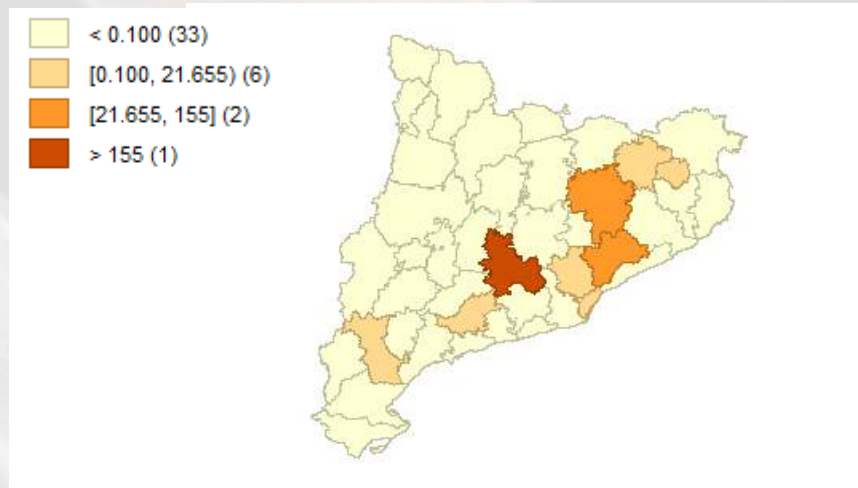 < 0.100 (33)
[0.100, 21.655) (6)
[21.655, 155] (2)
> 155 (1)